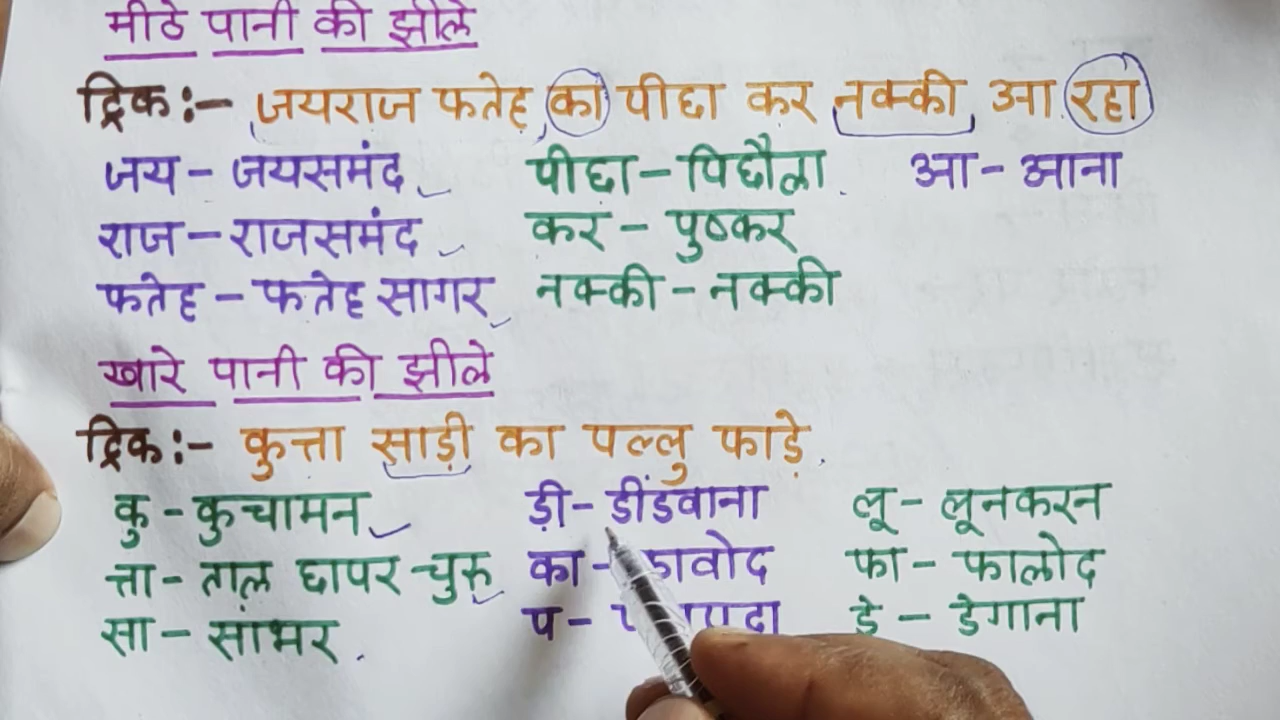 मीठे पानी की झीले
ट्रिक:- जयराज फतेह का पीछा कर नक्की आ रहा
जय - जयसमंद पीछा - पिछौला आ - आना
राज - राजसमंद कर - पुष्कर
फतेह - फतेह सागर नक्की - नक्की
खारे पानी की झीले
ट्रिक:- कुत्ता साड़ी का पल्लु फाड़े
कु - कुचामन ड़ी - डींडवाना लू - लूनकरन
त्ता - ताल छापर - चुरू का - कावोद फा - फालोद
सा - सांभर प - डे - डेगाना